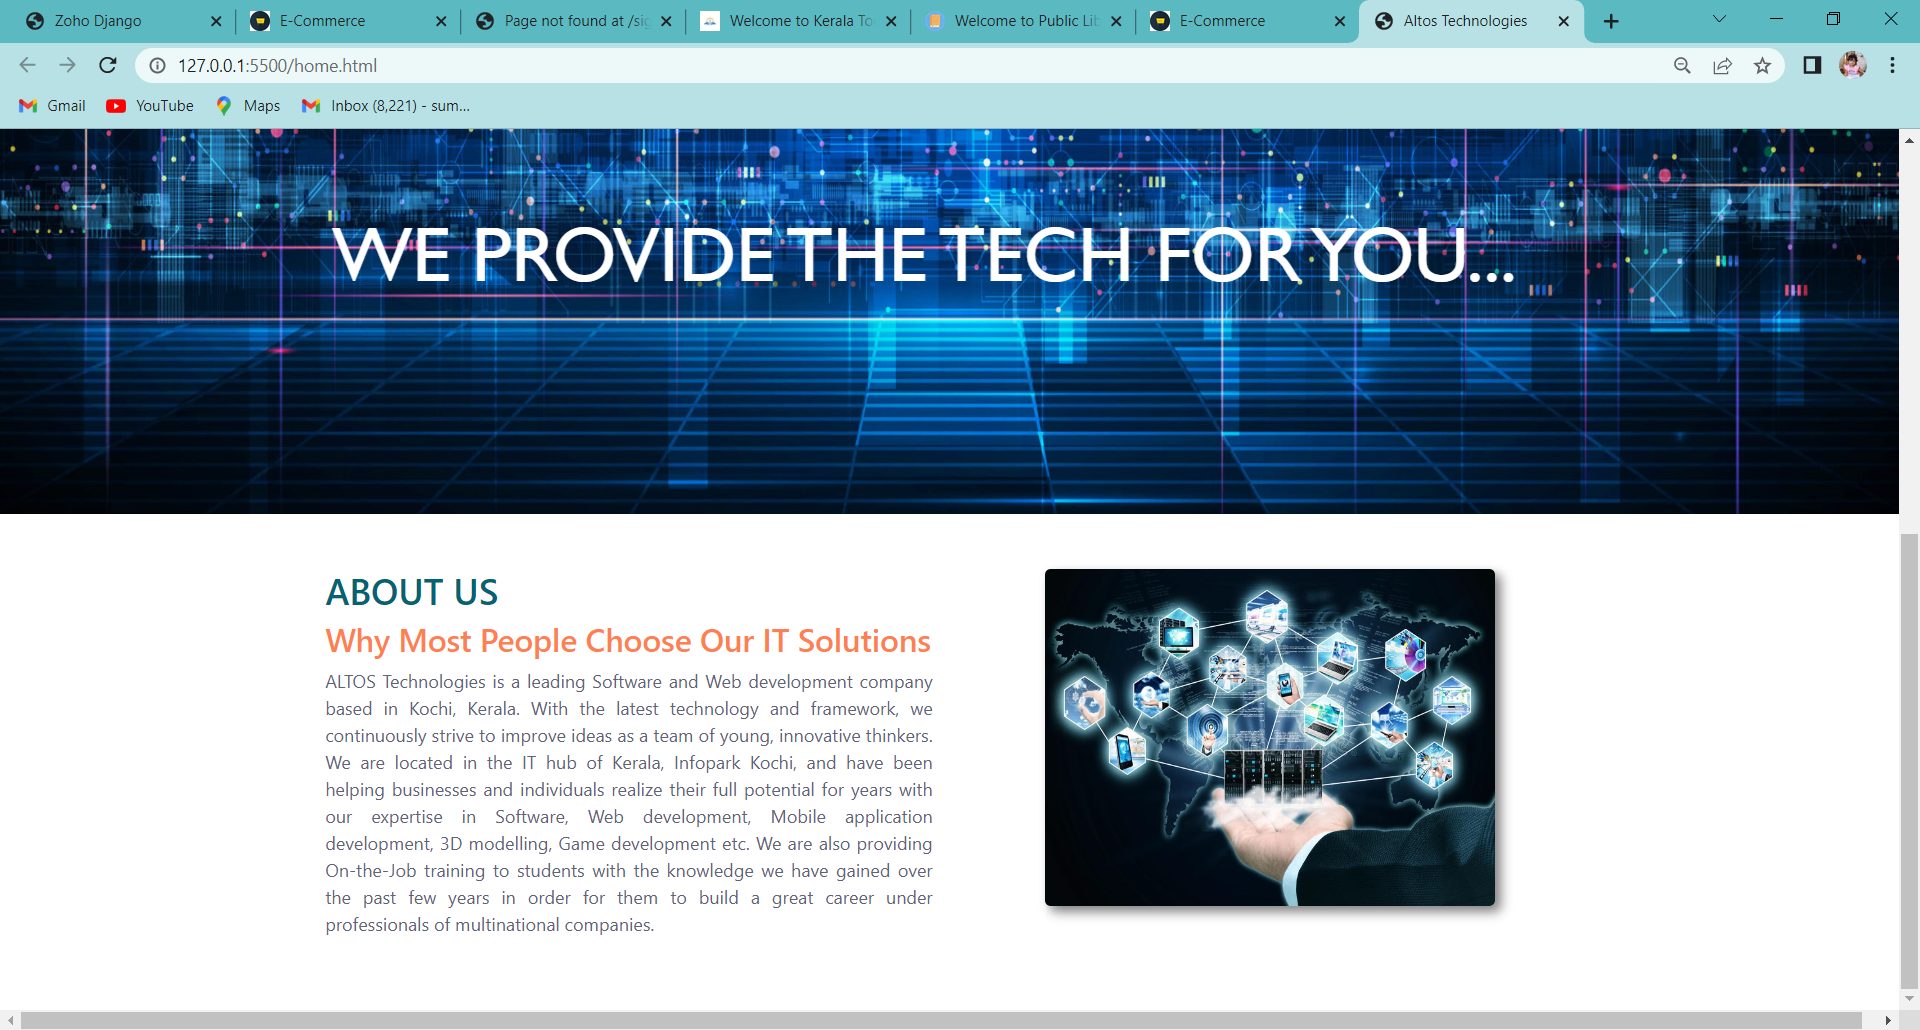 Zoho Django
E-Commerce
Page not found at /sig
Welcome to Kerala To
Welcome to Public Lib
E-Commerce
Altos Technologies
127.0.0.1:5500/home.html
Gmail
YouTube
Maps
Inbox (8,221) - sum...
WE PROVIDE THE TECH FOR YOU...
ABOUT US
Why Most People Choose Our IT Solutions
ALTOS Technologies is a leading Software and Web development company
based in Kochi, Kerala. With the latest technology and framework, we
continuously strive to improve ideas as a team of young, innovative thinkers.
We are located in the IT hub of Kerala, Infopark Kochi, and have been
helping businesses and individuals realize their full potential for years with
our expertise in Software, Web development, Mobile application
development, 3D modelling, Game development etc. We are also providing
On-the-Job training to students with the knowledge we have gained over
the past few years in order for them to build a great career under
professionals of multinational companies.